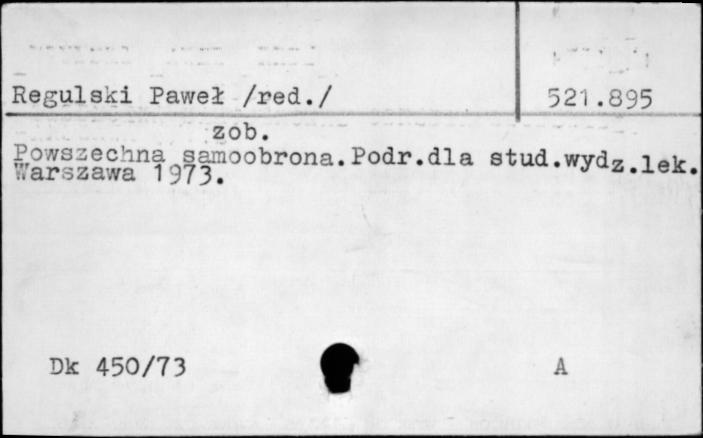 Regulski Paweł /red./ 521.895
zob.
Powszechna samoobrona.Podr.dla stud.wydz.lek.
Warszawa 1973.
Dk 450/73 A